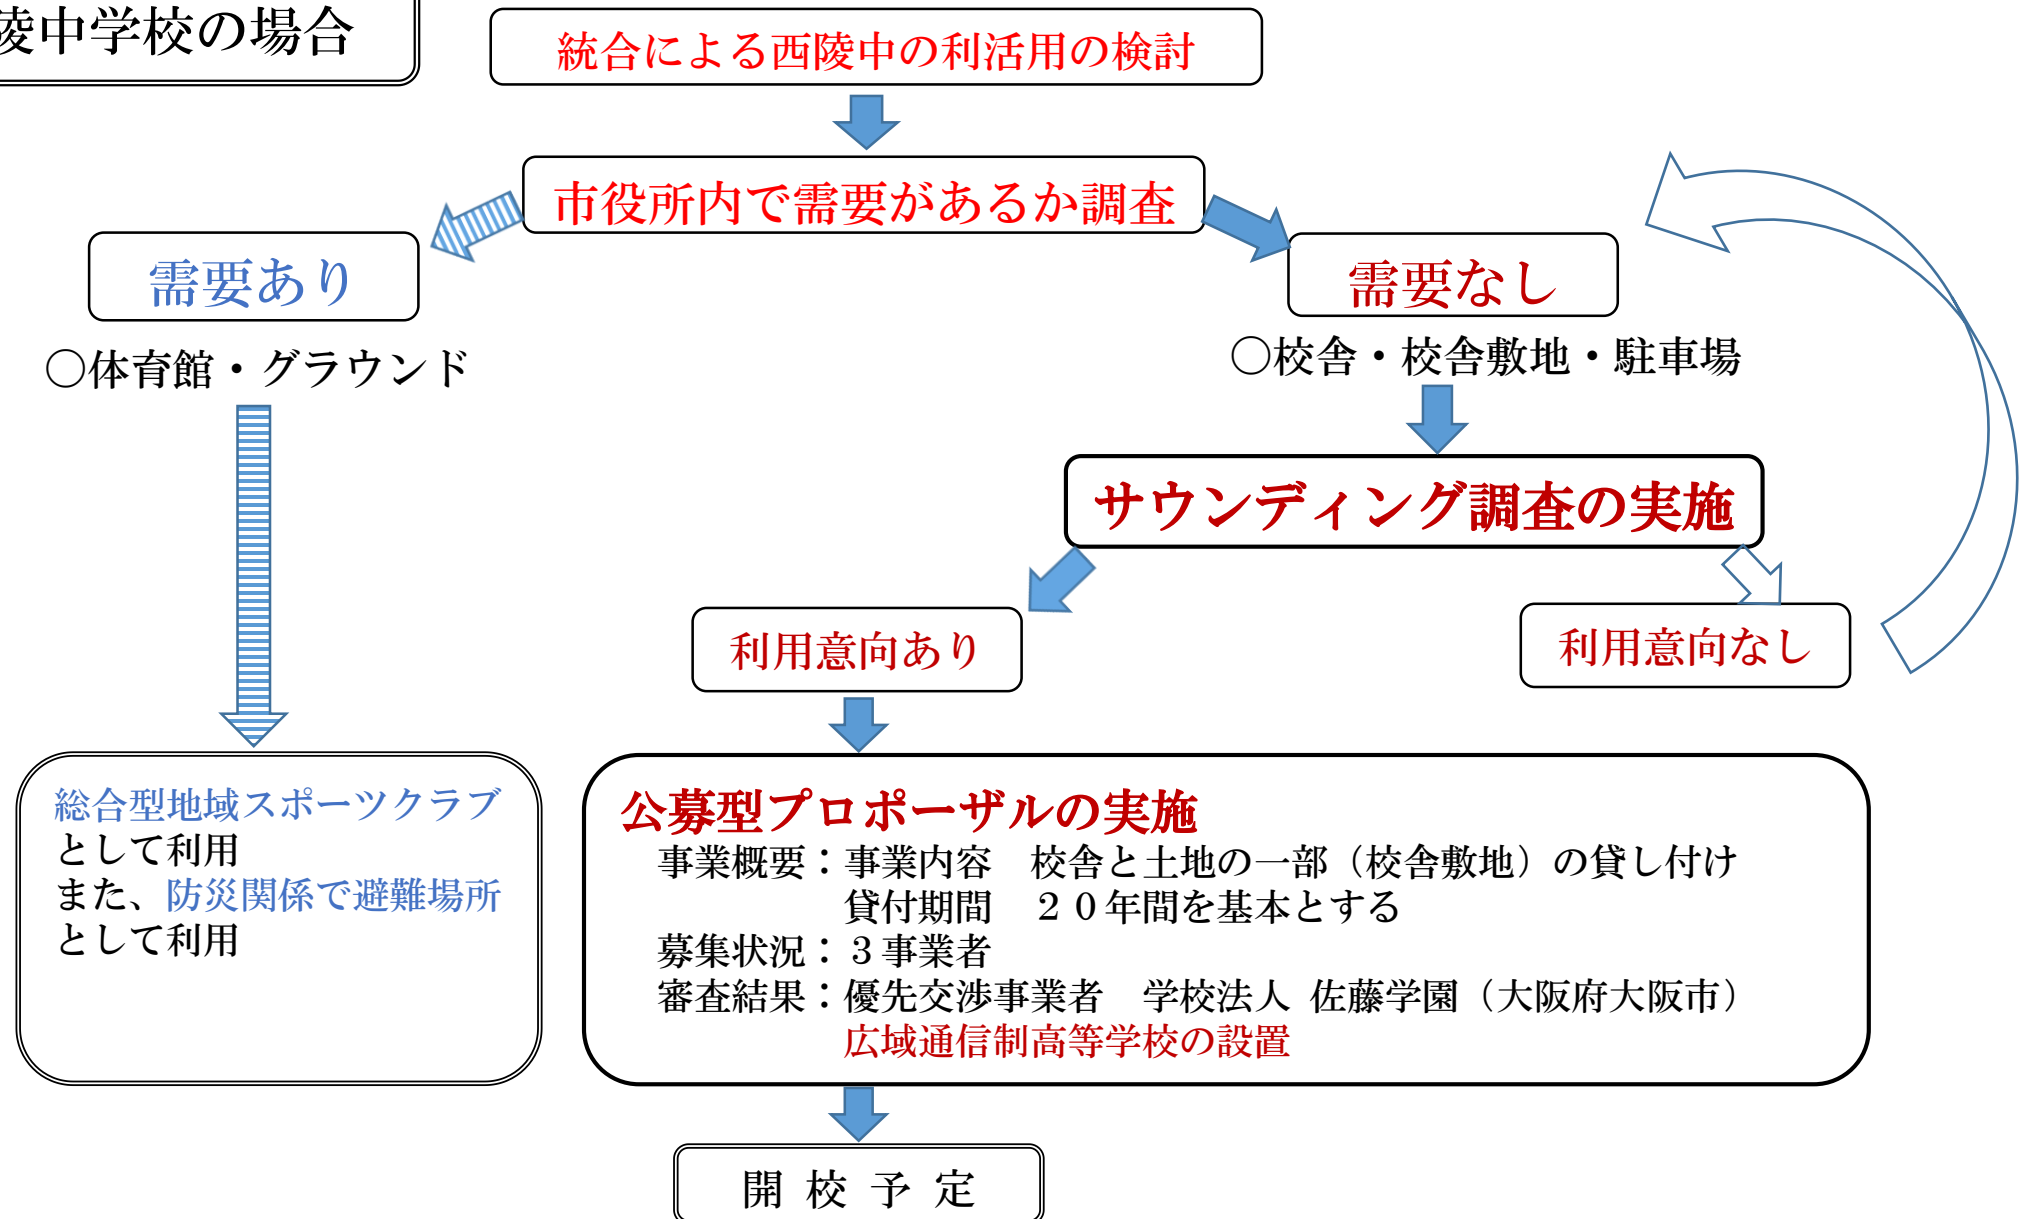 陵中学校の場合
統合による西陵中の利活用の検討
市役所内で需要があるか調査
需要あり
〇体育館・グラウンド
需要なし
〇校舎・校舎敷地・駐車場
サウンディング調査の実施
利用意向あり
利用意向なし
総合型地域スポーツクラブ
として利用
また、防災関係で避難場所
として利用
公募型プロポーザルの実施
事業概要：事業内容　校舎と土地の一部（校舎敷地）の貸し付け
貸付期間　２０年間を基本とする
募集状況：３事業者
審査結果：優先交渉事業者　学校法人 佐藤学園（大阪府大阪市）
広域通信制高等学校の設置
開 校 予 定